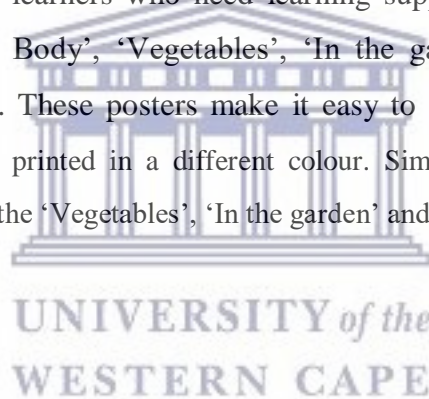 learners who need learning supp
Body’, ‘Vegetables’, ‘In the ga
. These posters make it easy to
printed in a different colour. Sim
the ‘Vegetables’, ‘In the garden’ and
UNIVERSITY of the
WESTERN CAPE